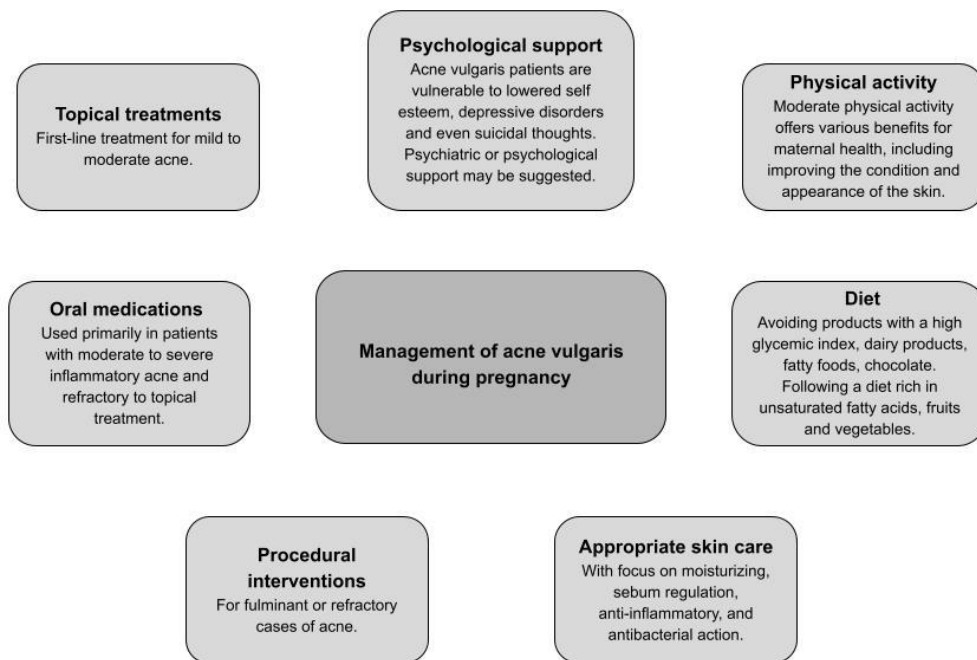 Psychological support
Acne vulgaris patients are
vulnerable to lowered self
esteem, depressive disorders
and even suicidal thoughts.
Psychiatric or psychological
support may be suggested.
Topical treatments
First-line treatment for mild to
moderate acne.
Physical activity
Moderate physical activity
offers various benefits for
maternal health, including
improving the condition and
appearance of the skin.
Oral medications
Used primarily in patients
with moderate to severe
inflammatory acne and
refractory to topical
treatment.
Management of acne vulgaris
during pregnancy
Diet
Avoiding products with a high
glycemic index, dairy products,
fatty foods, chocolate.
Following a diet rich in
unsaturated fatty acids, fruits
and vegetables.
Procedural
interventions
For fulminant or refractory
cases of acne.
Appropriate skin care
With focus on moisturizing,
sebum regulation,
anti-inflammatory, and
antibacterial action.